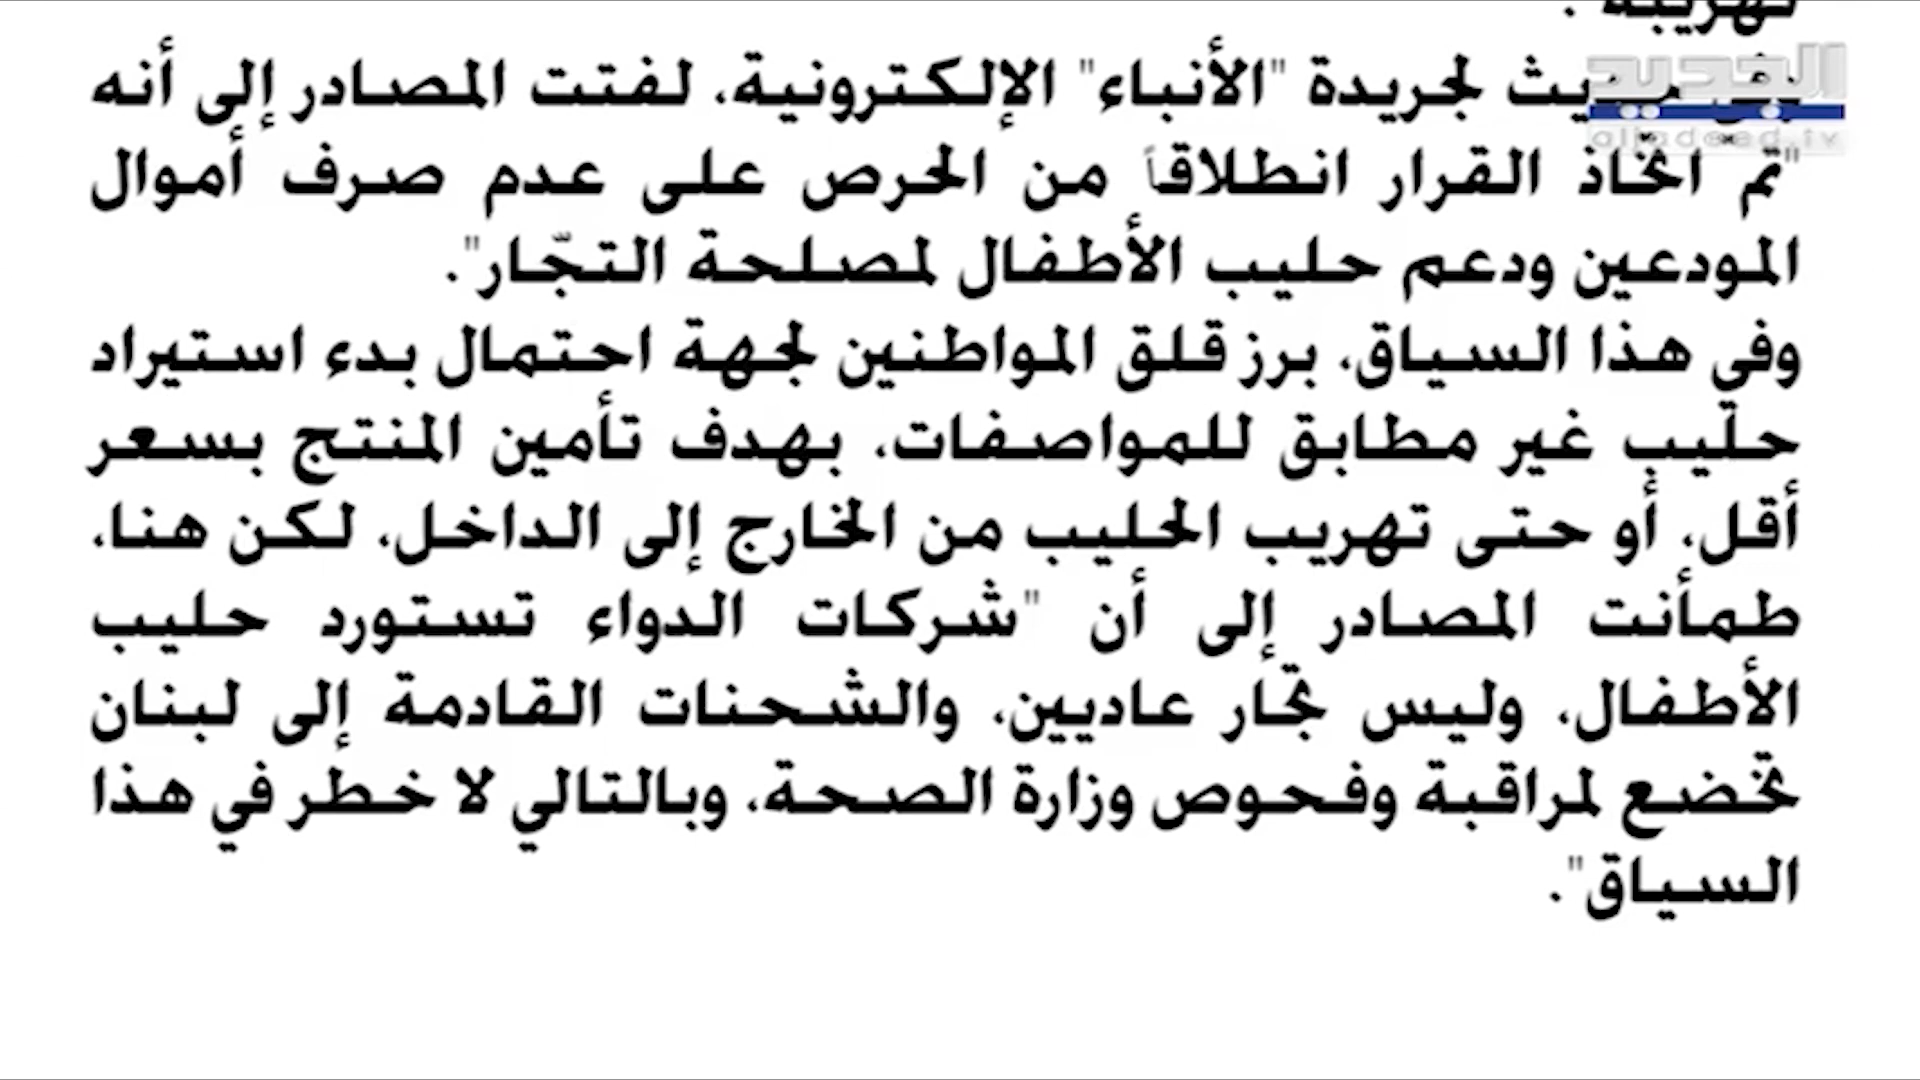 تهريبه".
وفي حديث لجريدة "الأنباء" الإلكترونية، لفتت المصادر إلى أنه
"تم اتخاذ القرار انطلاقاً من الحرص على عدم صرف أموال
المودعين ودعم حليب الأطفال لمصلحة التجّار".
وفي هذا السياق، برز قلق المواطنين لجهة احتمال بدء استيراد
حليب غير مطابق للمواصفات، بهدف تأمين المنتج بسعر
أقل، أو حتى تهريب الحليب من الخارج إلى الداخل، لكن هنا،
طمأنت المصادر إلى أن "شركات الدواء تستورد حليب
الأطفال، وليس تجّار عاديين، والشحنات القادمة إلى لبنان
تخضع لمراقبة وفحوص وزارة الصحة، وبالتالي لا خطر في هذا
السياق".
الجديد
aljadeed.tv